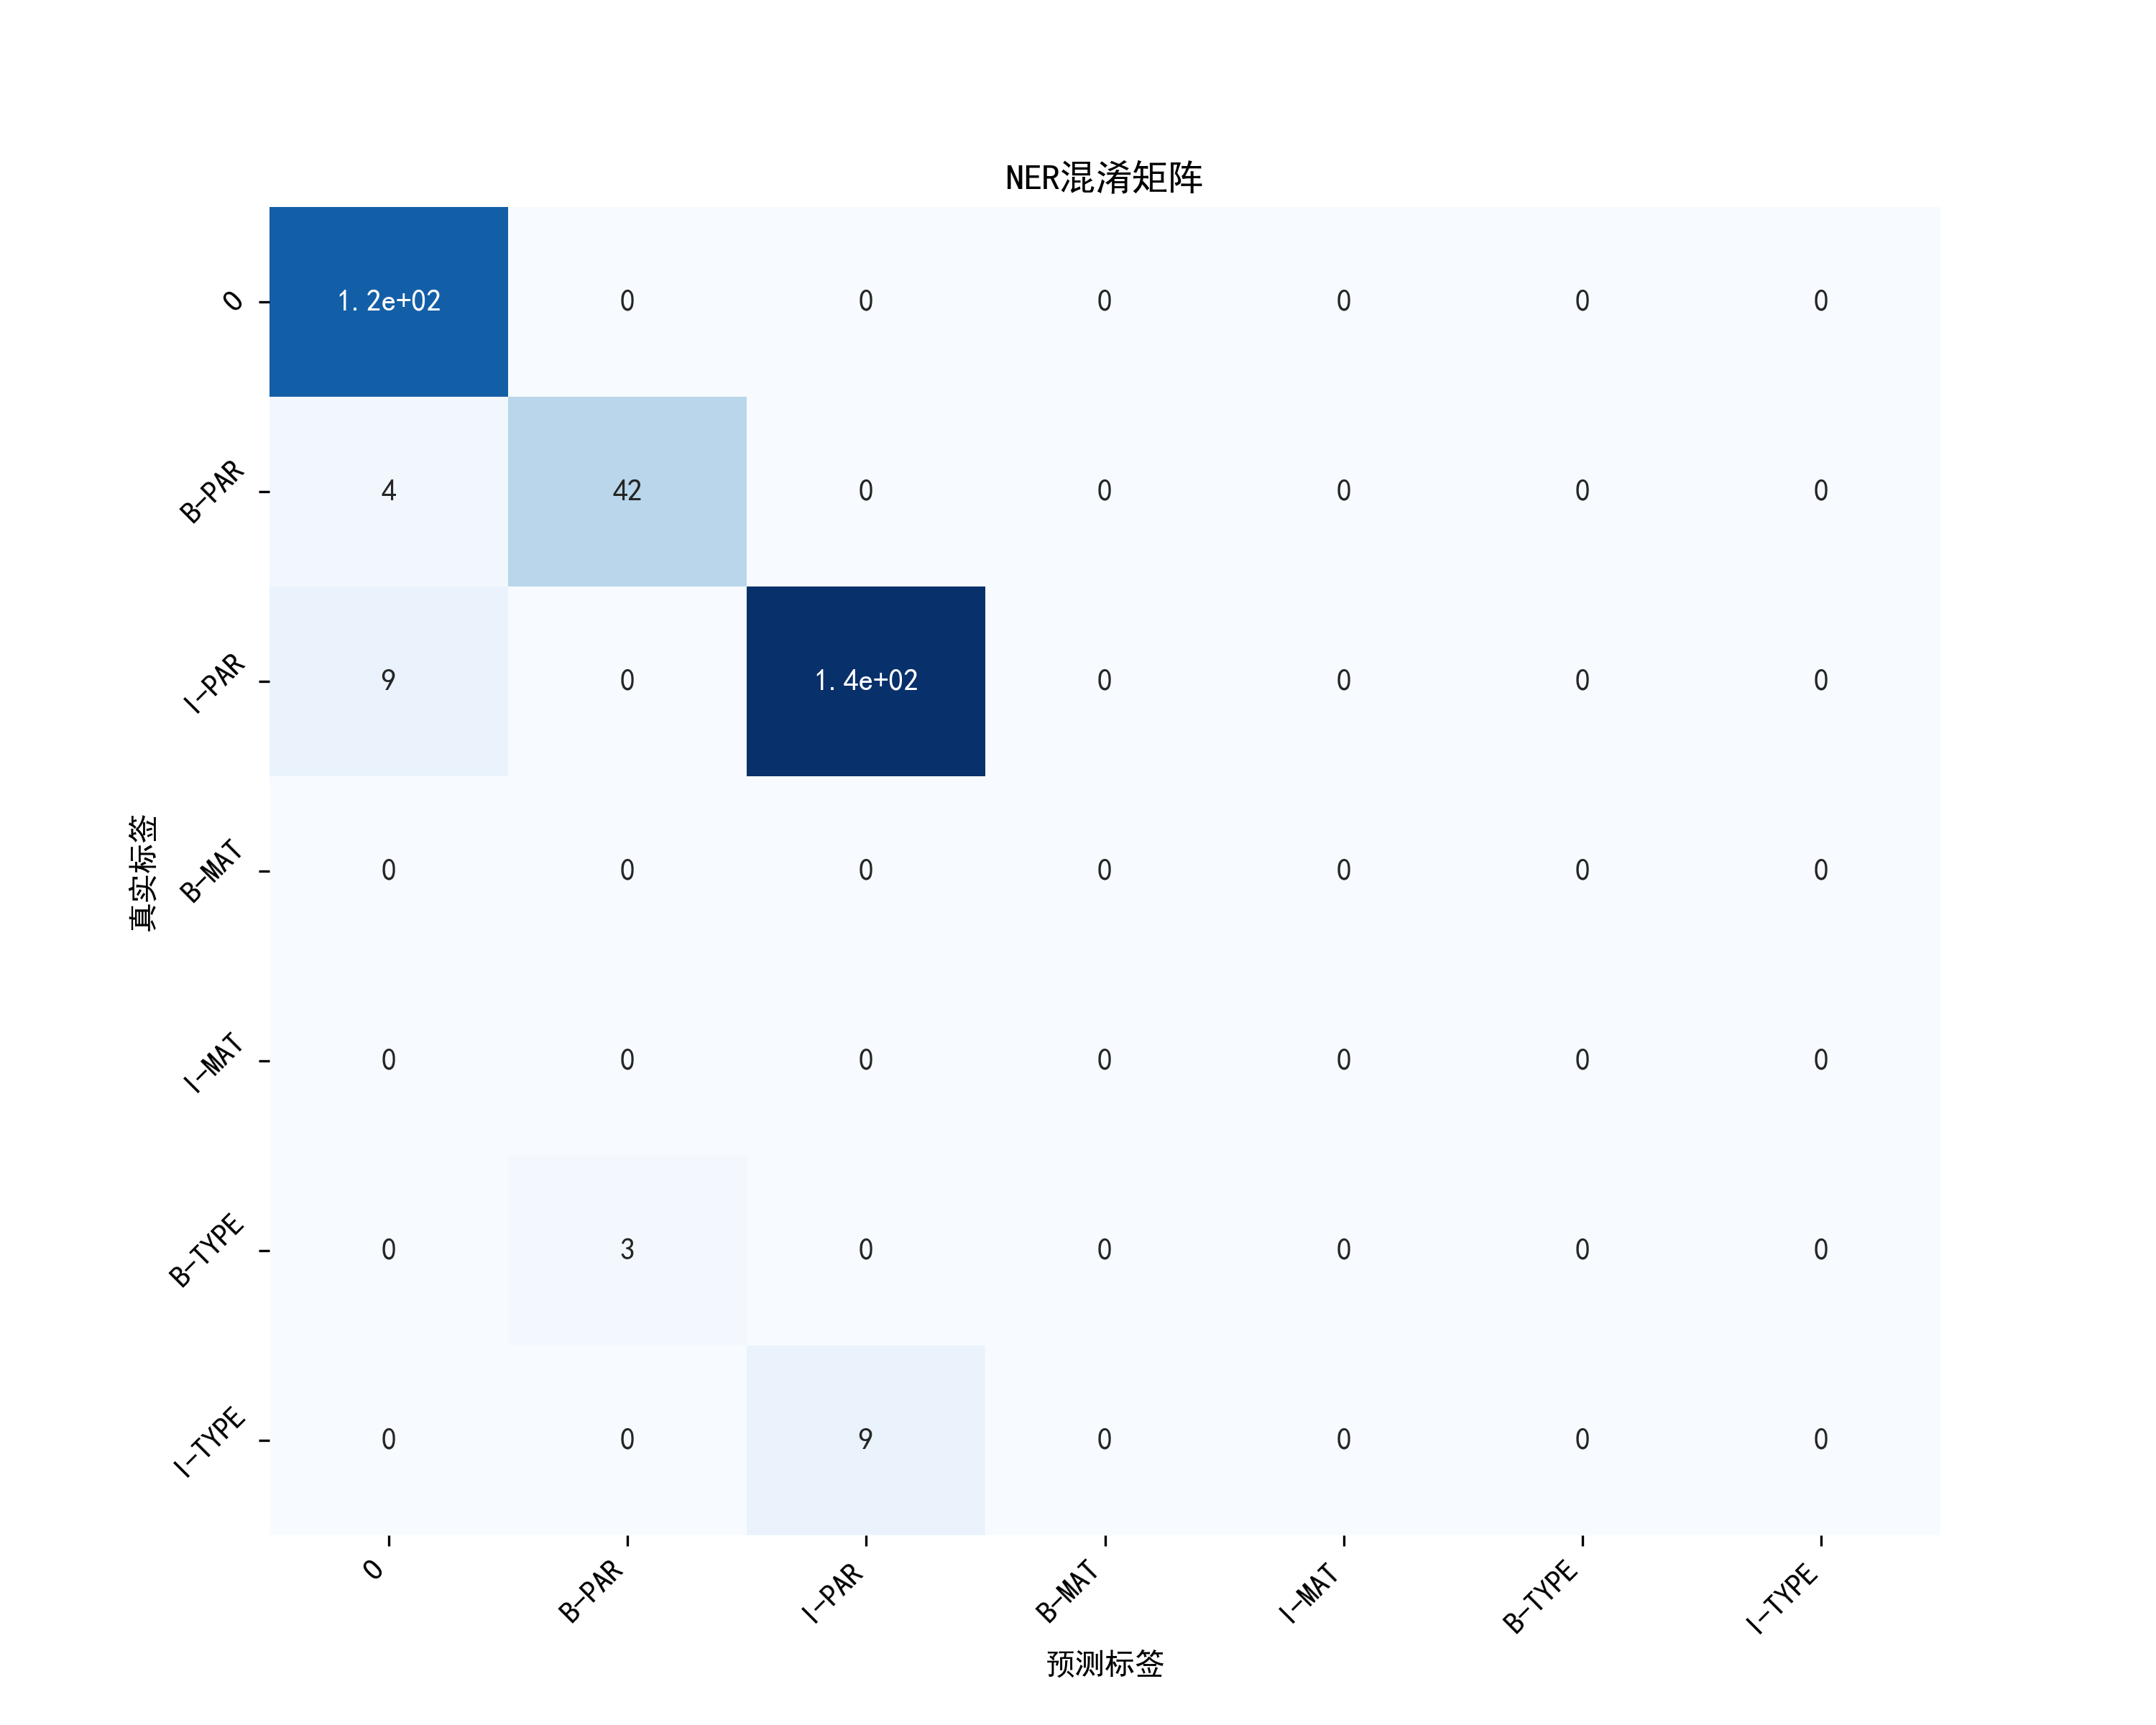 NER混淆矩阵
真实标签
O 1.2e+02 0 0 0 0 0 0
B-PAR 4 42 0 0 0 0 0
I-PAR 9 0 1.4e+02 0 0 0 0
B-MAT 0 0 0 0 0 0 0
I-MAT 0 0 0 0 0 0 0
B-TYPE 0 3 0 0 0 0 0
I-TYPE 0 0 9 0 0 0 0
O B-PAR I-PAR B-MAT I-MAT B-TYPE I-TYPE
预测标签